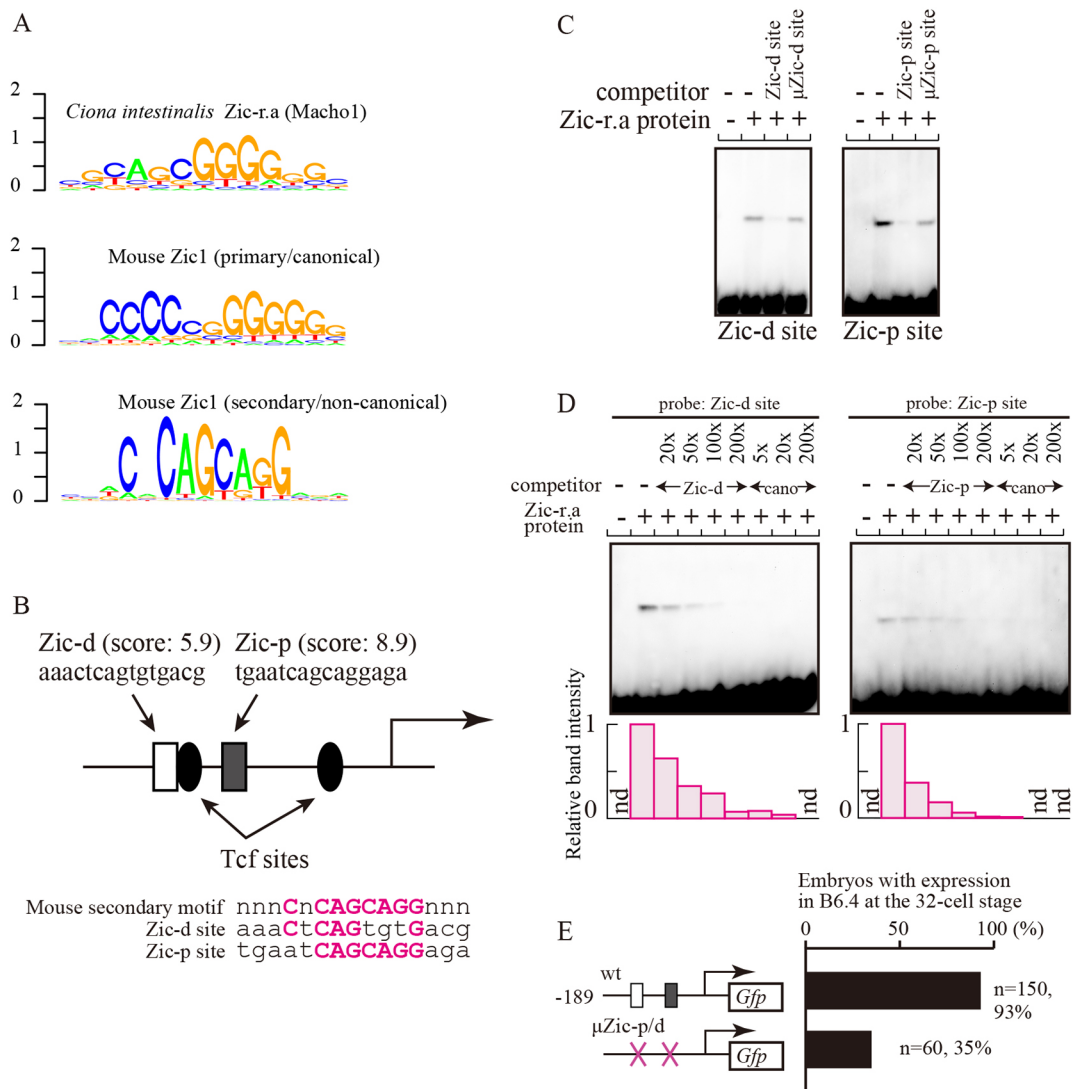 A
2
1
0
Ciona intestinalis Zic-r.a (Macho1)
2
1
0
Mouse Zic1 (primary/canonical)
2
1
0
Mouse Zic1 (secondary/non-canonical)
B
Zic-d (score: 5.9)
aaactcagtgtgacg
Zic-p (score: 8.9)
tgaatcagcaggaga
Tcf sites
Mouse secondary motif nnnCnCAGCAGGnnn
Zic-d site aaaCtCAGtgtGacg
Zic-p site tgaatCAGCAGGaga
C
competitor - - Zic-d site µZic-d site - - Zic-p site µZic-p site
Zic-r.a protein - + + + - + + +
Zic-d site
Zic-p site
D
probe: Zic-d site
probe: Zic-p site
20x 50x 100x 200x 5x 20x 200x
20x 50x 100x 200x 5x 20x 200x
competitor - - Zic-d cano - - Zic-p cano
Zic-r.a
protein
- + + + + + + + +
- + + + + + + + +
Relative band intensity
1
0
nd
nd
1
0
nd
nd
nd
E
Embryos with expression
in B6.4 at the 32-cell stage
0 50 100 (%)
wt
-189
Gfp
n=150,
93%
µZic-p/d
Gfp
n=60, 35%